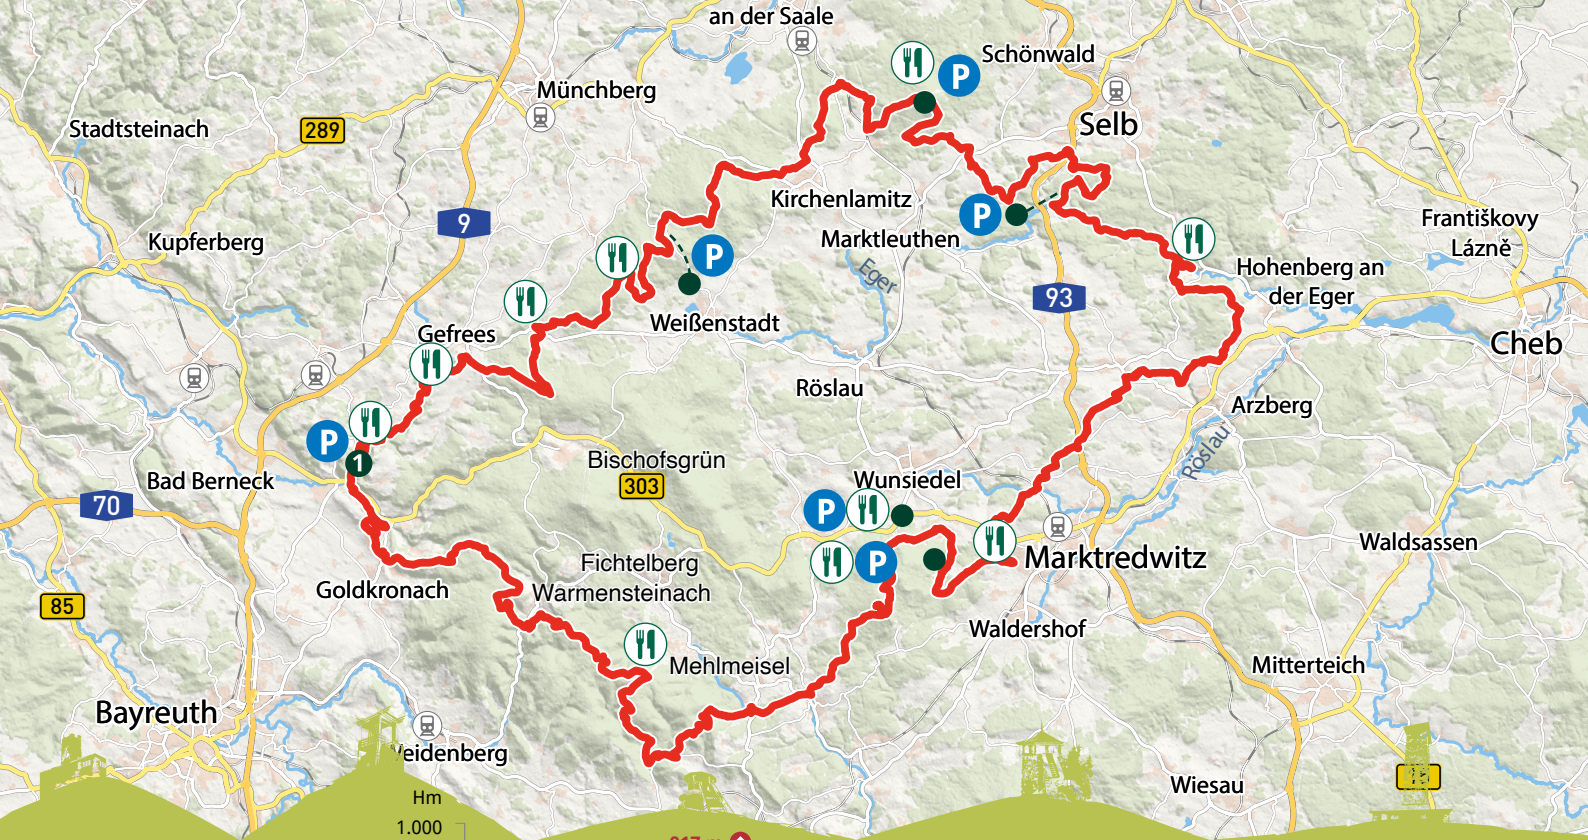 an der Saale
Schönwald
P
Münchberg
Selb
Stadtsteinach
289
Kirchenlamitz
P
Františkovy
Lázně
9
Kupferberg
Marktleuthen
P
Eger
Hohenberg an
der Eger
93
Weißenstadt
Gefrees
Cheb
Röslau
Arzberg
P
1
Röslau
Bischofsgrün
303
Wunsiedel
Bad Berneck
70
P
Waldsassen
Marktredwitz
P
Fichtelberg
Warmensteinach
Goldkronach
85
Waldershof
Mehlmeisel
Mitterteich
Bayreuth
eidenberg
Wiesau
Hm
1.000